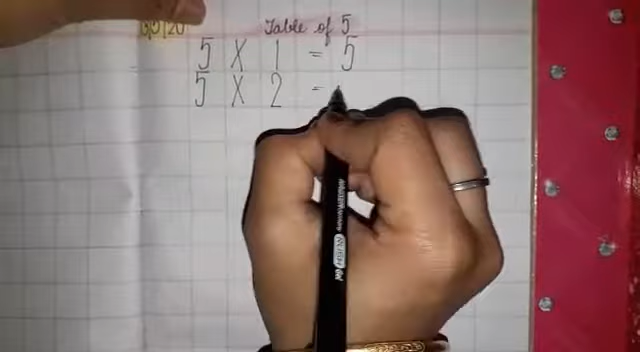 Table of 5
5 X 1 = 5
5 X 2 =